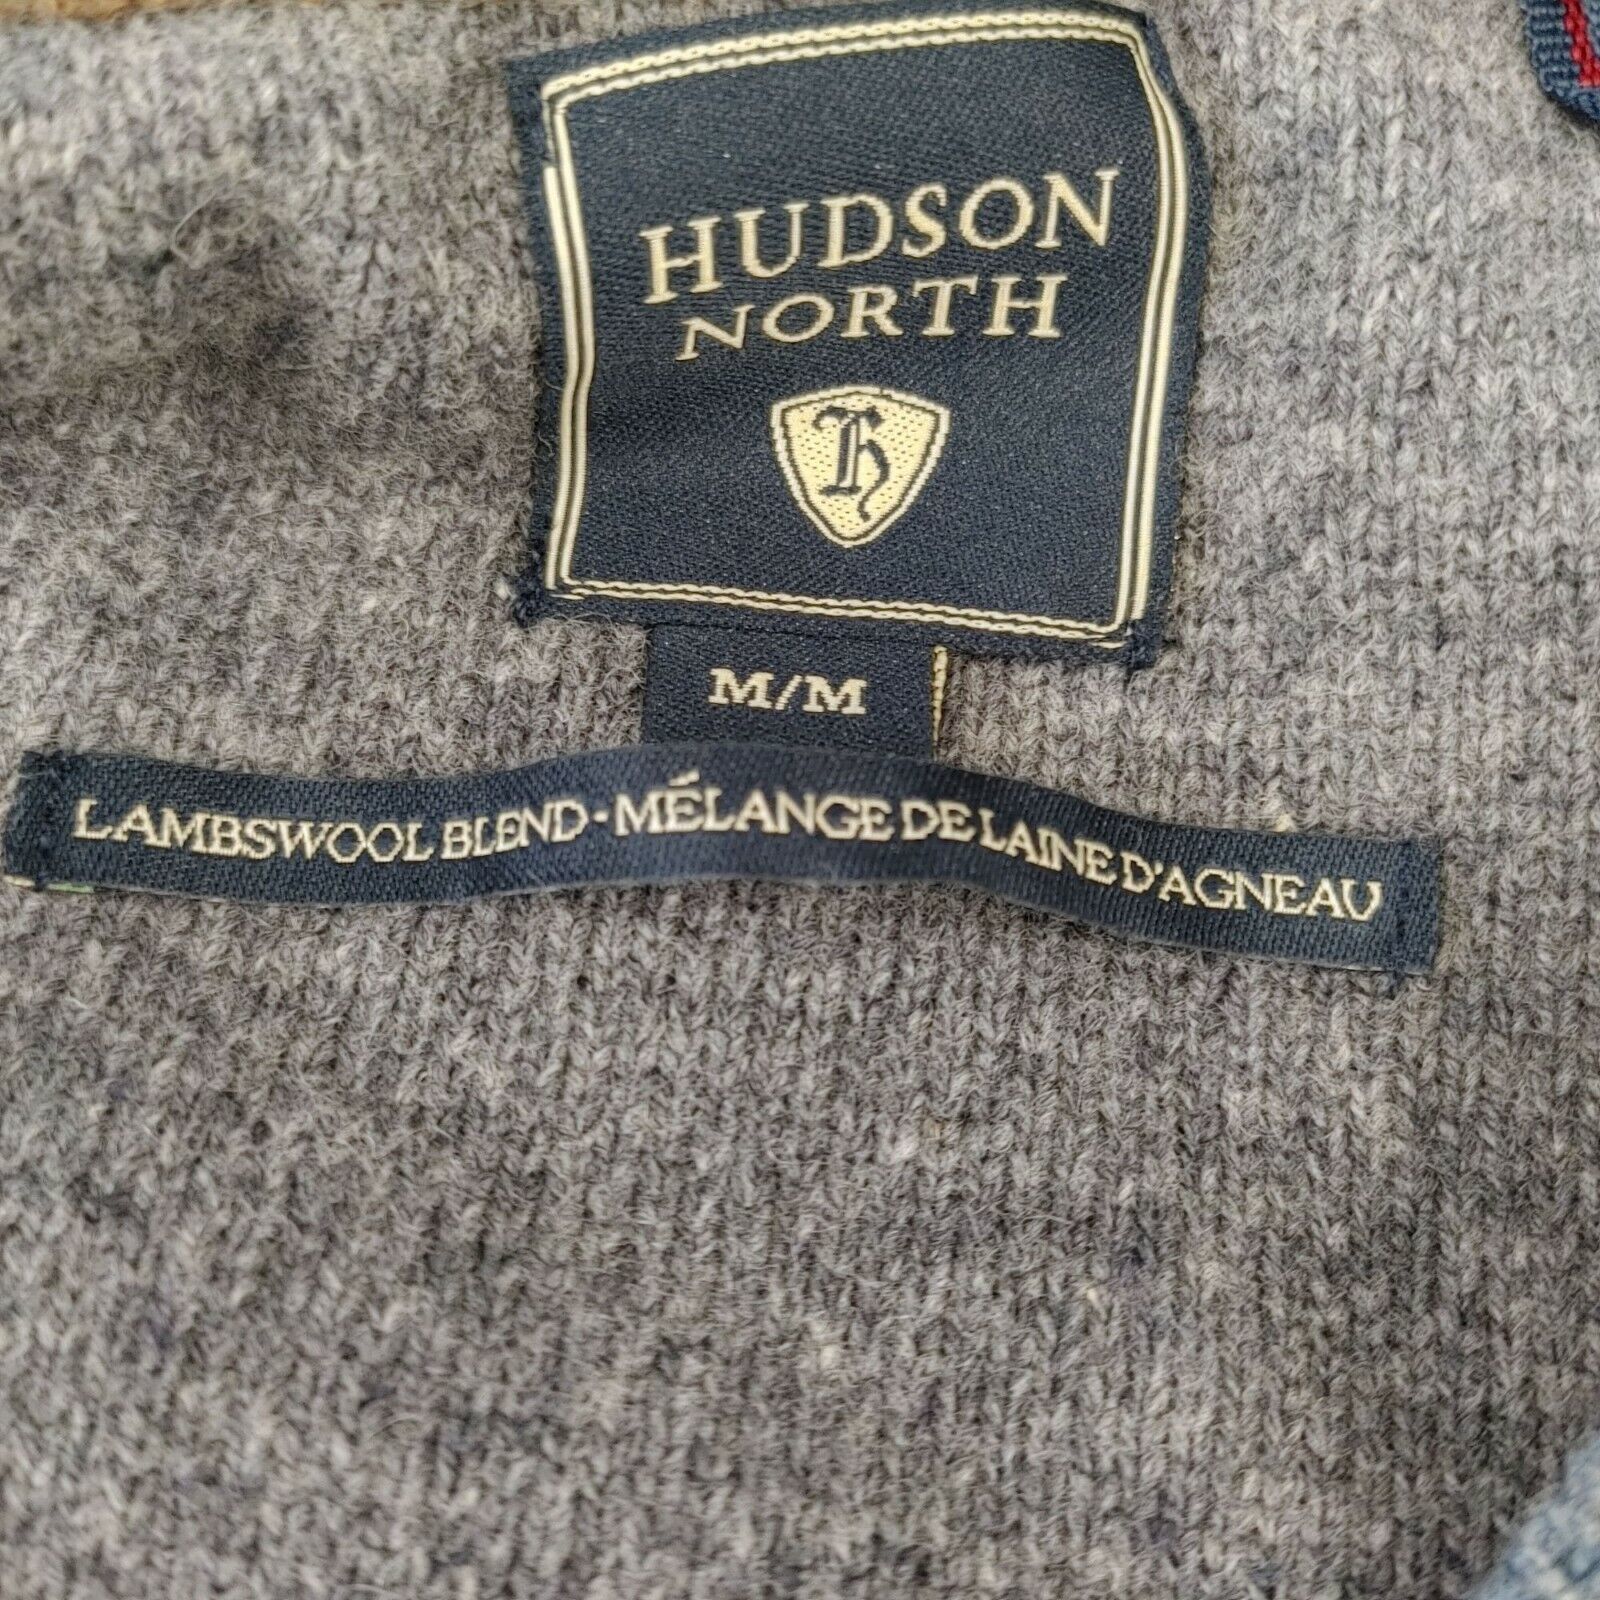 HUDSON
NORTH
M/M
LAMBSWOOL BLEND-MÉLANGE DE LAINE D'AGNEAU